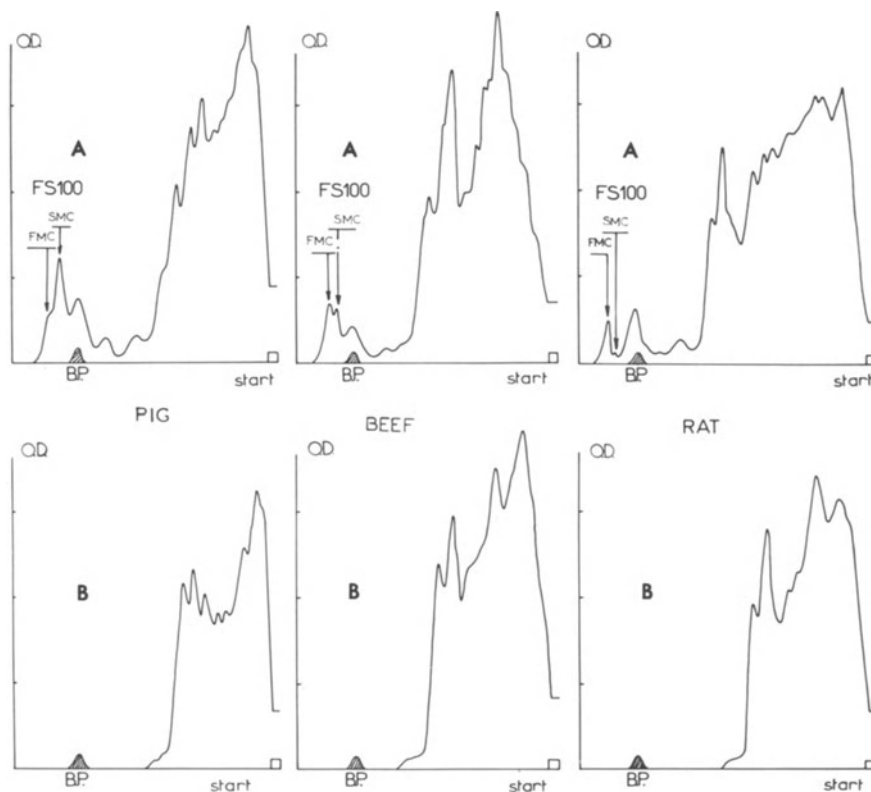 O.D.
A
FS100
SMC
FMC
B.P.
start
PIG
O.D.
A
FS100
SMC
FMC
B.P.
start
BEEF
O.D
A
FS100
SMC
FMC
B.P.
start
RAT
O.D.
B
B.P.
start
O.D
B
B.P.
start
O.D
B
B.P.
start